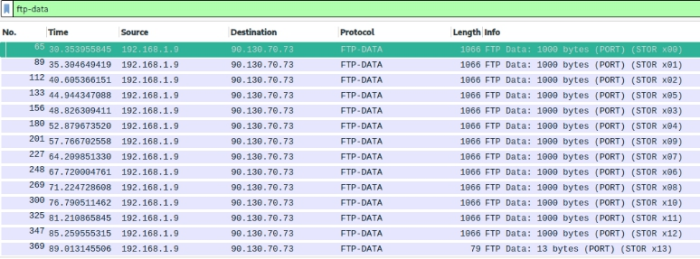 ftp-data
No. Time Source Destination Protocol Length Info
65 30.353955845 192.168.1.9 90.130.70.73 FTP-DATA 1066 FTP Data: 1000 bytes (PORT) (STOR x00)
89 35.304649419 192.168.1.9 90.130.70.73 FTP-DATA 1066 FTP Data: 1000 bytes (PORT) (STOR x01)
112 40.605366151 192.168.1.9 90.130.70.73 FTP-DATA 1066 FTP Data: 1000 bytes (PORT) (STOR x02)
133 44.944347088 192.168.1.9 90.130.70.73 FTP-DATA 1066 FTP Data: 1000 bytes (PORT) (STOR x05)
156 48.826309411 192.168.1.9 90.130.70.73 FTP-DATA 1066 FTP Data: 1000 bytes (PORT) (STOR x03)
180 52.879673520 192.168.1.9 90.130.70.73 FTP-DATA 1066 FTP Data: 1000 bytes (PORT) (STOR x04)
201 57.766702558 192.168.1.9 90.130.70.73 FTP-DATA 1066 FTP Data: 1000 bytes (PORT) (STOR x09)
227 64.209851330 192.168.1.9 90.130.70.73 FTP-DATA 1066 FTP Data: 1000 bytes (PORT) (STOR x07)
248 67.720004761 192.168.1.9 90.130.70.73 FTP-DATA 1066 FTP Data: 1000 bytes (PORT) (STOR x06)
269 71.224728608 192.168.1.9 90.130.70.73 FTP-DATA 1066 FTP Data: 1000 bytes (PORT) (STOR x08)
300 76.790511462 192.168.1.9 90.130.70.73 FTP-DATA 1066 FTP Data: 1000 bytes (PORT) (STOR x10)
325 81.210865845 192.168.1.9 90.130.70.73 FTP-DATA 1066 FTP Data: 1000 bytes (PORT) (STOR x11)
347 85.259555315 192.168.1.9 90.130.70.73 FTP-DATA 1066 FTP Data: 1000 bytes (PORT) (STOR x12)
369 89.013145506 192.168.1.9 90.130.70.73 FTP-DATA 79 FTP Data: 13 bytes (PORT) (STOR x13)